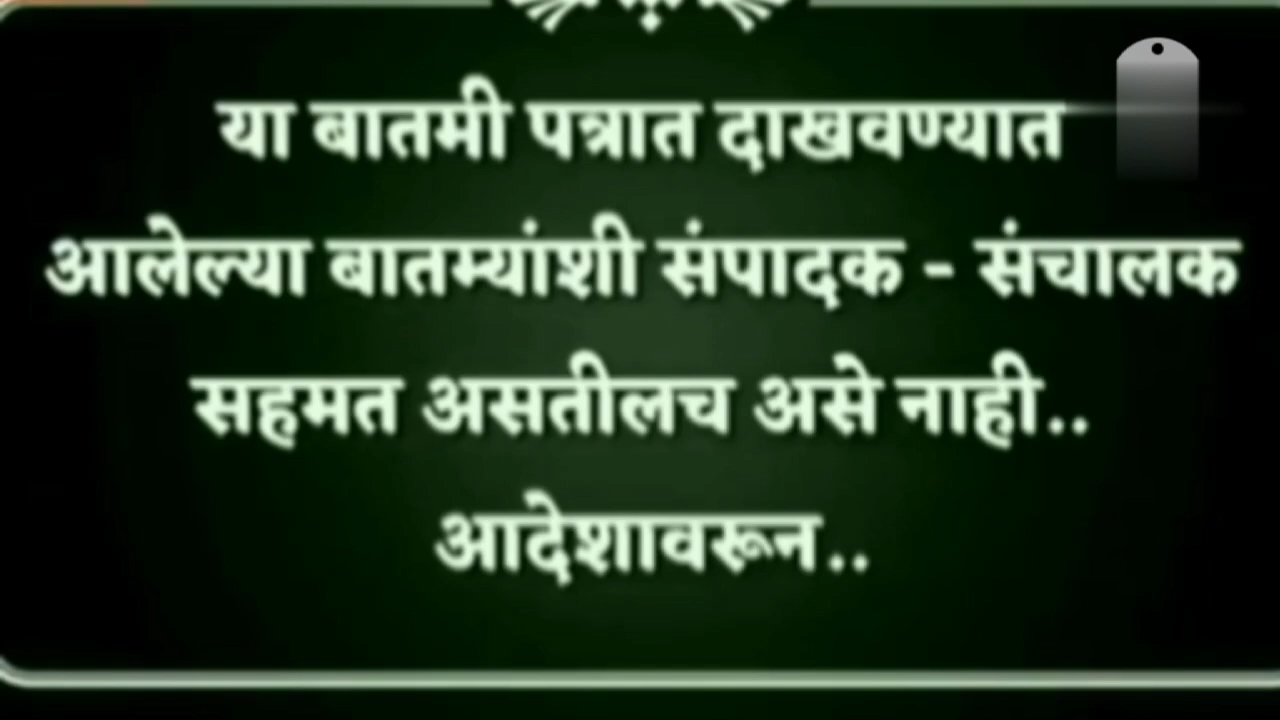 या बातमी पत्रात दाखवण्यात
आलेल्या बातम्यांशी संपादक - संचालक
सहमत असतीलच असे नाही..
आदेशावरून..